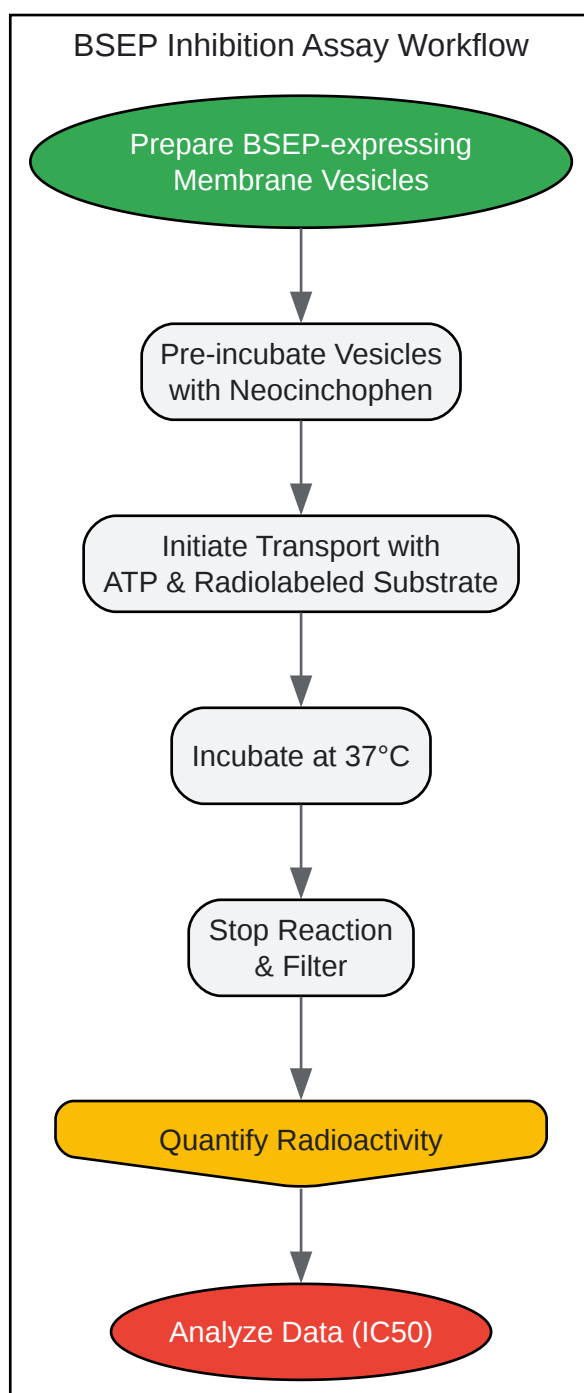 BSEP Inhibition Assay Workflow
Prepare BSEP-expressing
Membrane Vesicles
Pre-incubate Vesicles
with Neocinchophen
Initiate Transport with
ATP & Radiolabeled Substrate
Incubate at 37°C
Stop Reaction
& Filter
Quantify Radioactivity
Analyze Data (IC50)